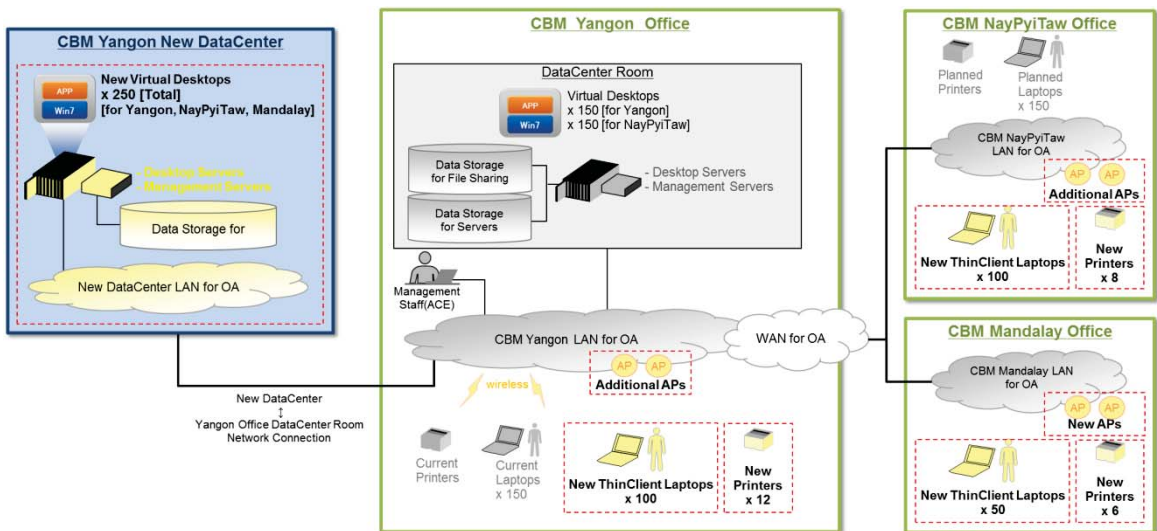 CBM Yangon New DataCenter
APP
Win7
New Virtual Desktops
x 250 [Total]
[for Yangon, NayPyiTaw, Mandalay]
- Desktop Servers
- Management Servers
Data Storage for
New DataCenter LAN for OA
New DataCenter
↕
Yangon Office DataCenter Room
Network Connection
CBM Yangon Office
DataCenter Room
APP
Win7
Virtual Desktops
x 150 [for Yangon]
x 150 [for NayPyiTaw]
Data Storage
for File Sharing
Data Storage
for Servers
- Desktop Servers
- Management Servers
Management
Staff(ACE)
CBM Yangon LAN for OA
WAN for OA
AP AP
Additional APs
wireless
Current
Printers
Current
Laptops
x 150
New ThinClient Laptops
x 100
New
Printers
x 12
CBM NayPyiTaw Office
Planned
Printers
Planned
Laptops
x 150
CBM NayPyiTaw
LAN for OA
AP AP
Additional APs
New ThinClient Laptops
x 100
New
Printers
x 8
CBM Mandalay Office
CBM Mandalay LAN
for OA
AP AP
New APs
New ThinClient Laptops
x 50
New
Printers
x 6